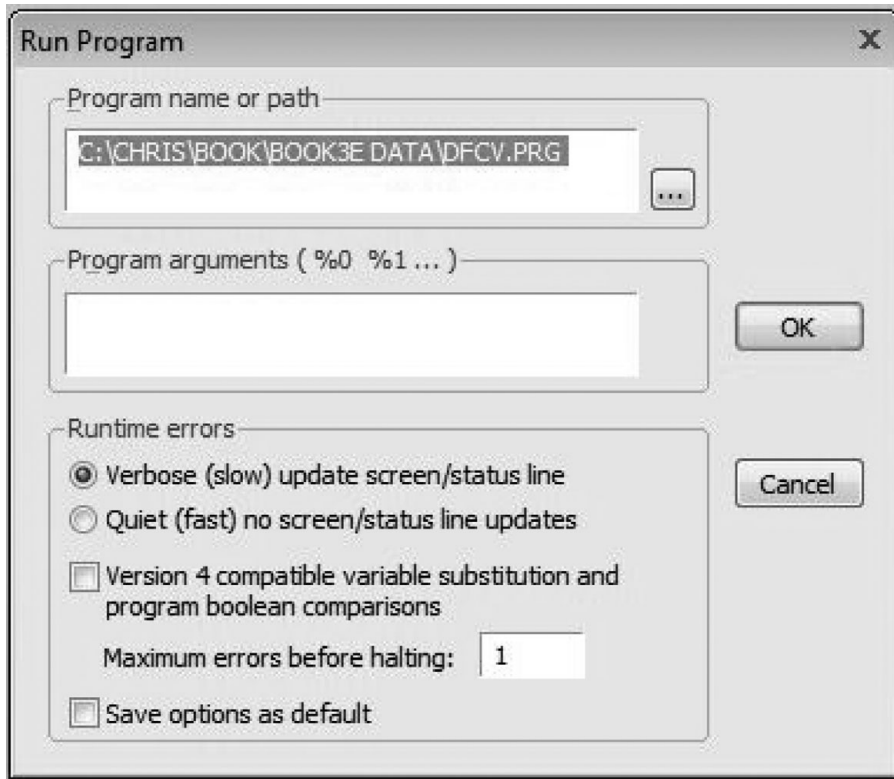 Run Program
x
Program name or path
C:\CHRIS\BOOK\BOOK3E DATA\DFCV.PRG
...
Program arguments ( %0 %1 ... )
OK
Runtime errors
Verbose (slow) update screen/status line
Cancel
Quiet (fast) no screen/status line updates
Version 4 compatible variable substitution and
program boolean comparisons
Maximum errors before halting: 1
Save options as default